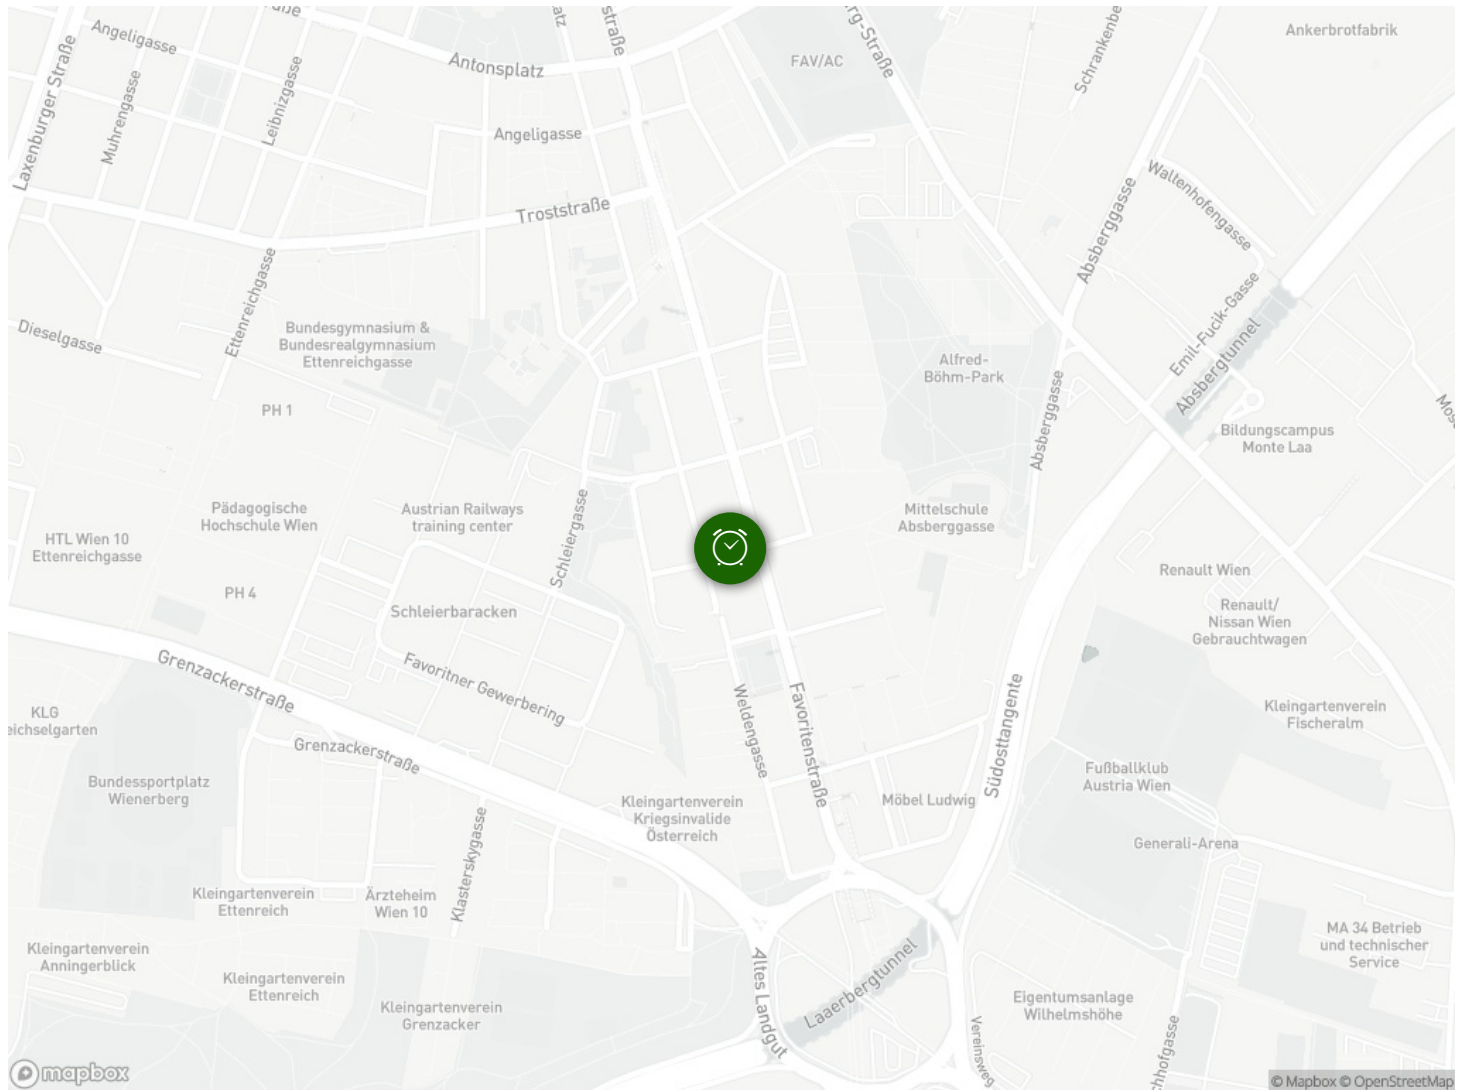 Ankerbrotfabrik
Angeligasse
Antonsplatz
FAV/AC
Laxenburger Straße
Muhrengasse
Leibnizgasse
Angeligasse
Troststraße
Waltenhofengasse
Absberggasse
Ettenreichgasse
Dieselgasse
Bundesgymnasium &
Bundesrealgymnasium
Ettenreichgasse
Emil-Fucik-Gasse
Absbergtunnel
Alfred-
Böhm-Park
Absberggasse
PH 1
Bildungscampus
Monte Laa
Pädagogische
Hochschule Wien
Austrian Railways
training center
Mittelschule
Absberggasse
HTL Wien 10
Ettenreichgasse
Schleiergasse
Renault Wien
PH 4
Schleierbaracken
Renault/
Nissan Wien
Gebrauchtwagen
Grenzackerstraße
Favoritner Gewerbering
Weldengasse
Favoritenstraße
Südosttangente
KLG
eichselgarten
Kleingartenverein
Fischeralm
Grenzackerstraße
Bundessportplatz
Wienerberg
Fußballklub
Austria Wien
Kleingartenverein
Kriegsinvalide
Österreich
Möbel Ludwig
Generali-Arena
Klasterskygasse
Kleingartenverein
Ettenreich
Ärzteheim
Wien 10
MA 34 Betrieb
und technischer
Service
Kleingartenverein
Anningerblick
Kleingartenverein
Ettenreich
Kleingartenverein
Grenzacker
Altes Landgut
Laaerbergtunnel
Eigentumsanlage
Wilhelmshöhe
Vereinsweg
mapbox
© Mapbox © OpenStreetMap